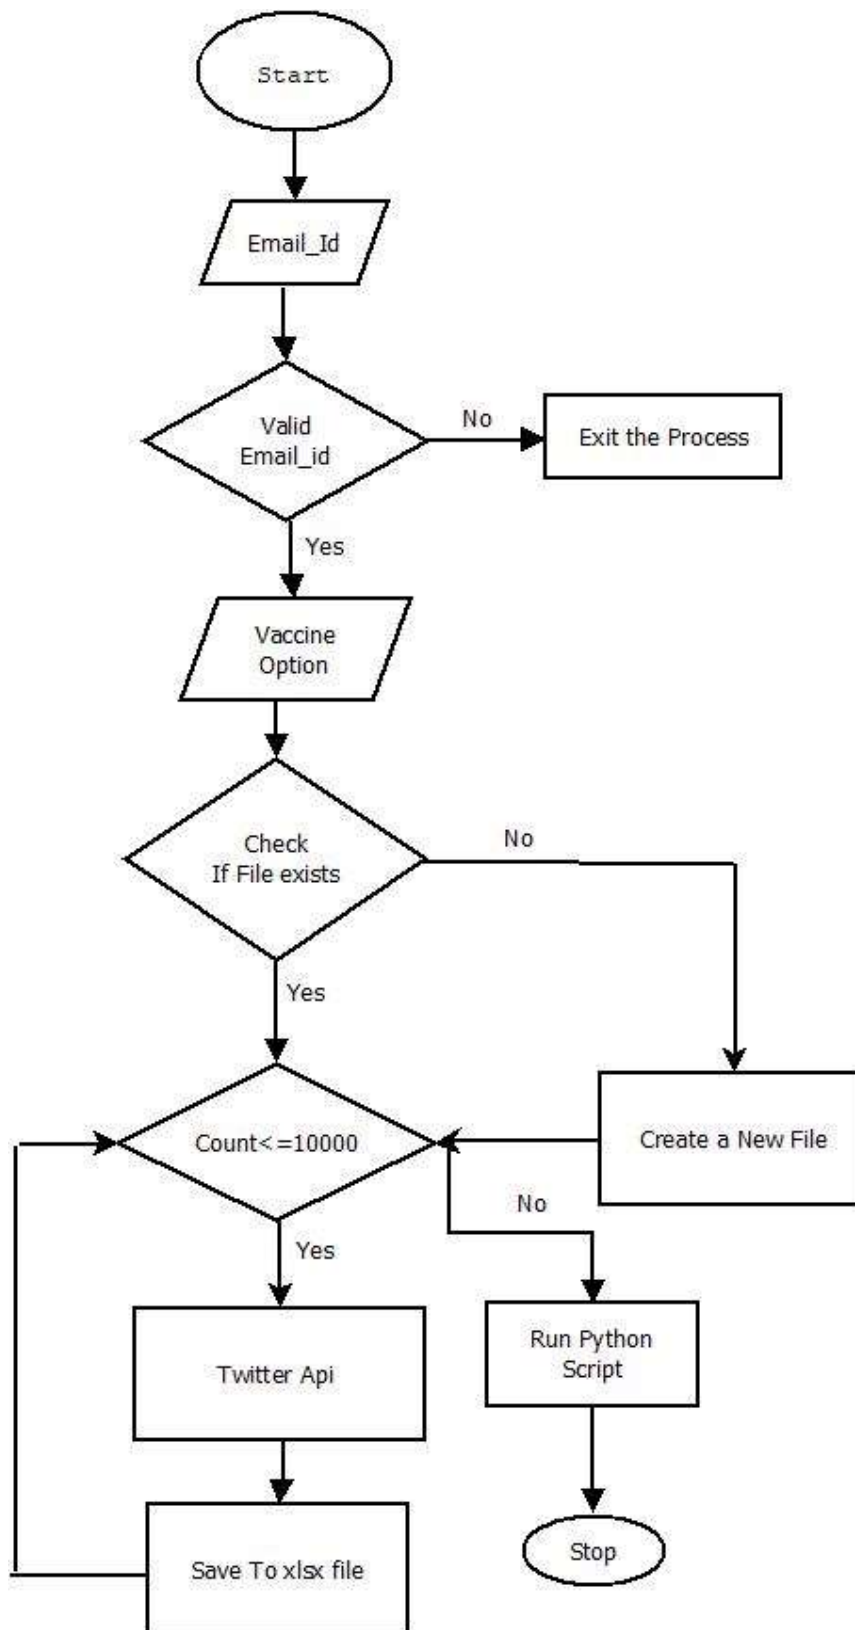 Start
Email_Id
Valid
Email_id
No
Exit the Process
Yes
Vaccine
Option
Check
If File exists
No
Yes
Count<=10000
Create a New File
No
Yes
Twitter Api
Run Python
Script
Save To xlsx file
Stop